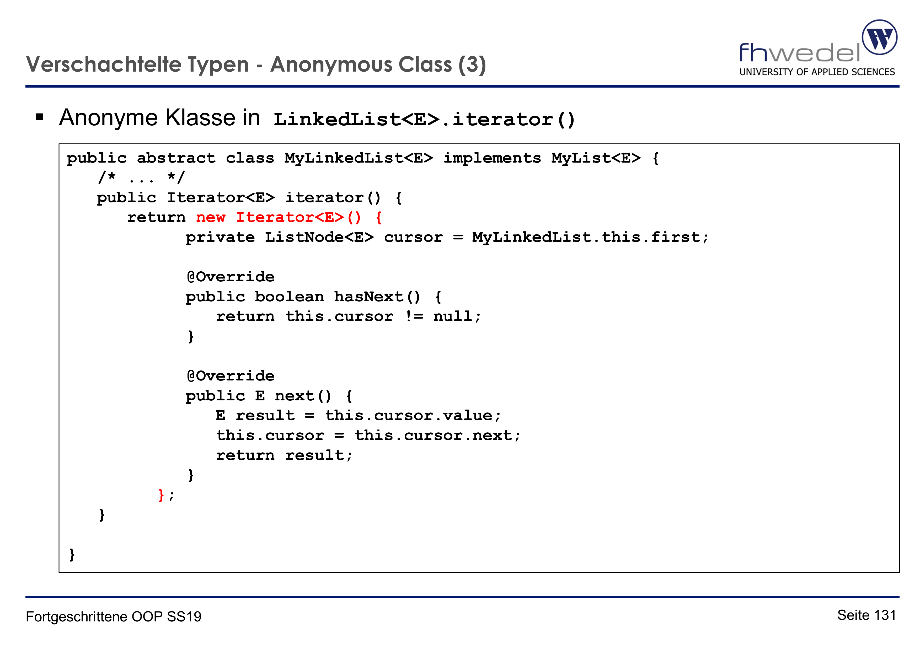 fhwedel
UNIVERSITY OF APPLIED SCIENCES
Verschachtelte Typen - Anonymous Class (3)
▪ Anonyme Klasse in LinkedList<E>.iterator()
public abstract class MyLinkedList<E> implements MyList<E> {
   /* ... */
   public Iterator<E> iterator() {
      return new Iterator<E>() {
            private ListNode<E> cursor = MyLinkedList.this.first;

            @Override
            public boolean hasNext() {
               return this.cursor != null;
            }

            @Override
            public E next() {
               E result = this.cursor.value;
               this.cursor = this.cursor.next;
               return result;
            }
         };
   }

}
Fortgeschrittene OOP SS19
Seite 131